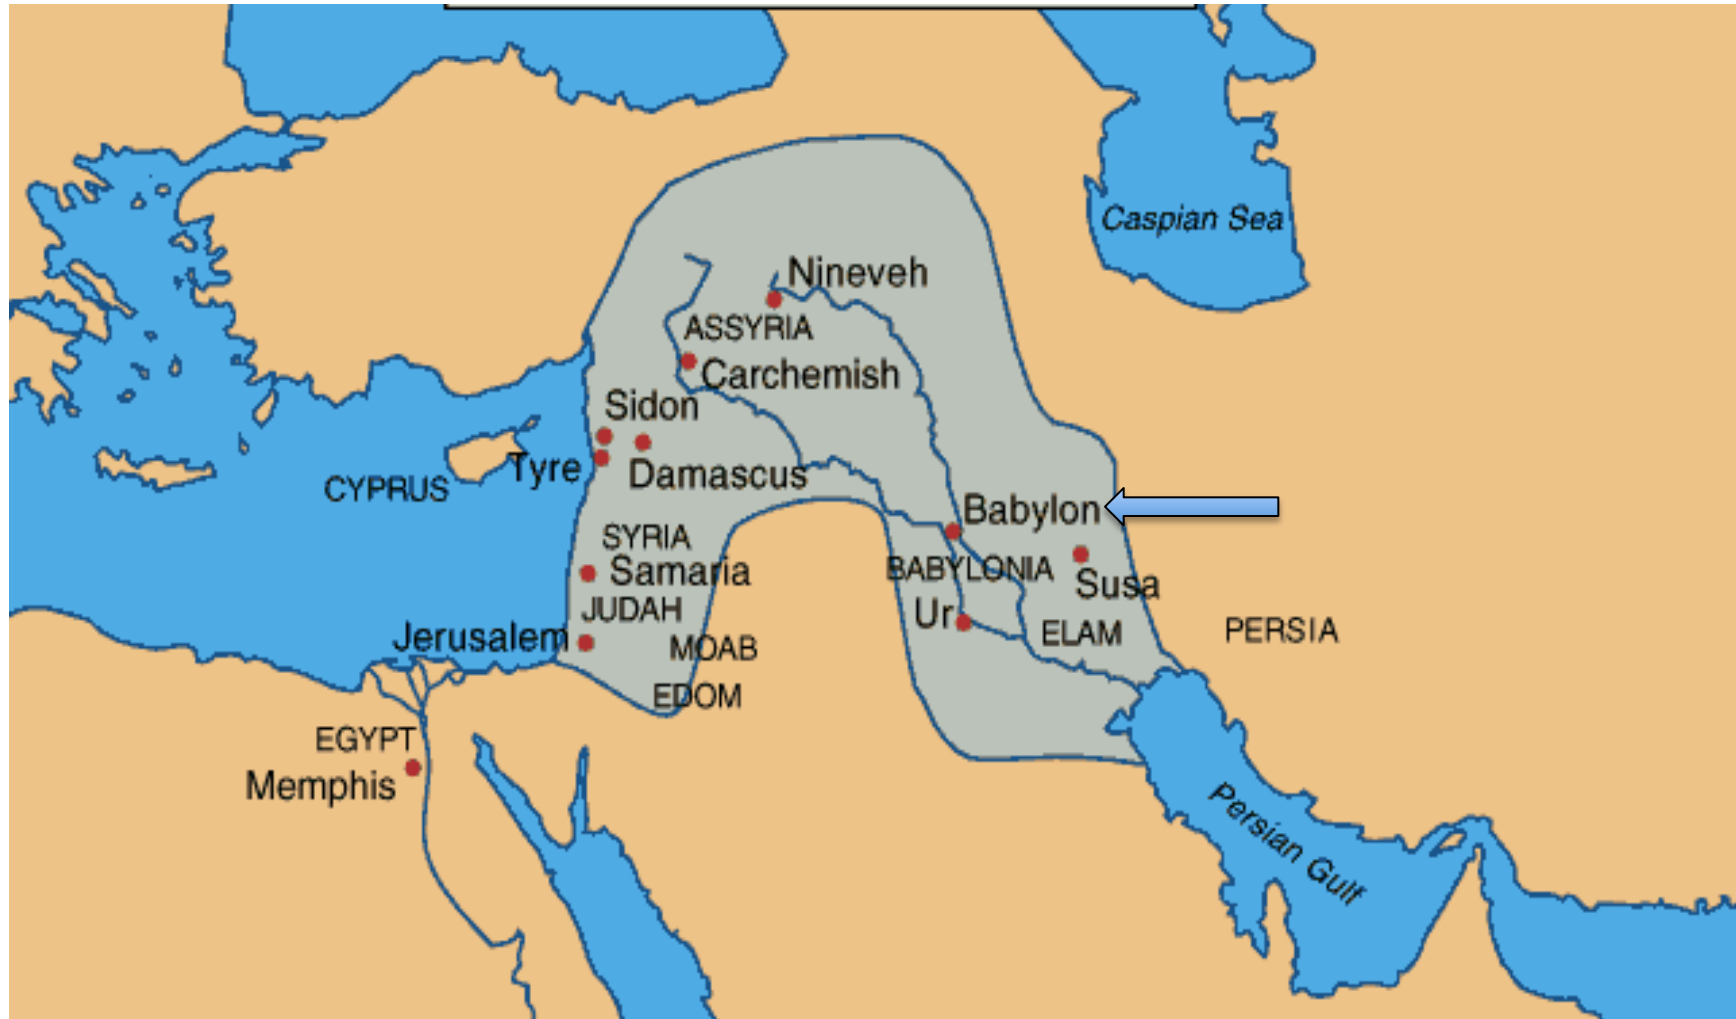 Caspian Sea
Nineveh
ASSYRIA
Carchemish
Sidon
Tyre
Damascus
CYPRUS
Babylon
SYRIA
Samaria
BABYLONIA
Susa
JUDAH
Ur
Jerusalem
MOAB
ELAM
PERSIA
EDOM
EGYPT
Memphis
Persian Gulf